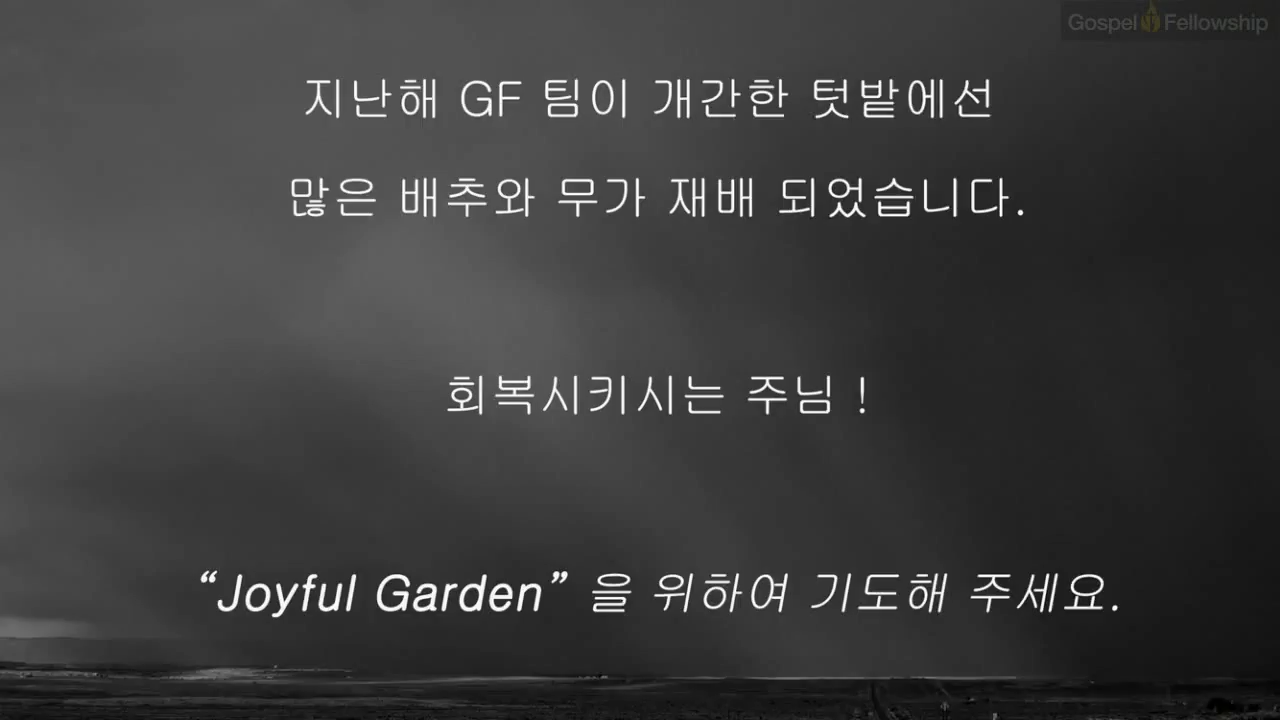 Gospel Fellowship
지난해 GF 팀이 개간한 텃밭에선
많은 배추와 무가 재배 되었습니다.
회복시키시는 주님 !
“Joyful Garden” 을 위하여 기도해 주세요.